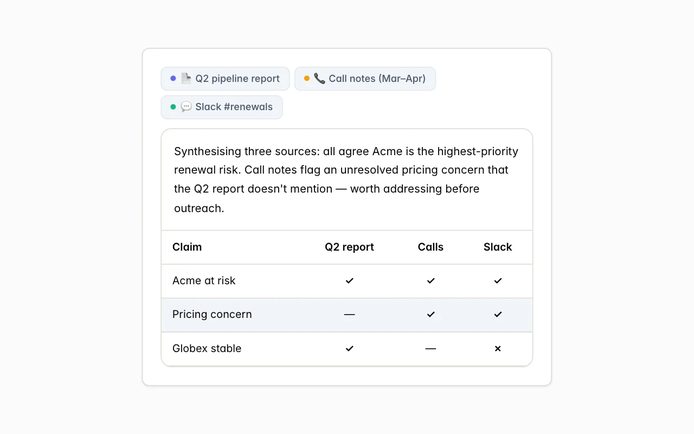 Q2 pipeline report
Call notes (Mar–Apr)
Slack #renewals
Synthesising three sources: all agree Acme is the highest-priority
renewal risk. Call notes flag an unresolved pricing concern that
the Q2 report doesn't mention — worth addressing before
outreach.
Claim Q2 report Calls Slack
Acme at risk ✓ ✓ ✓
Pricing concern — ✓ ✓
Globex stable ✓ — ×